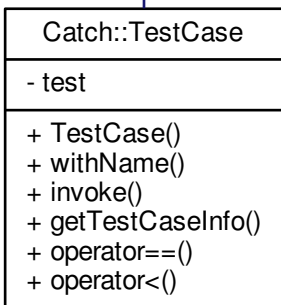 Catch::TestCase
- test
+ TestCase()
+ withName()
+ invoke()
+ getTestCaseInfo()
+ operator==()
+ operator<()